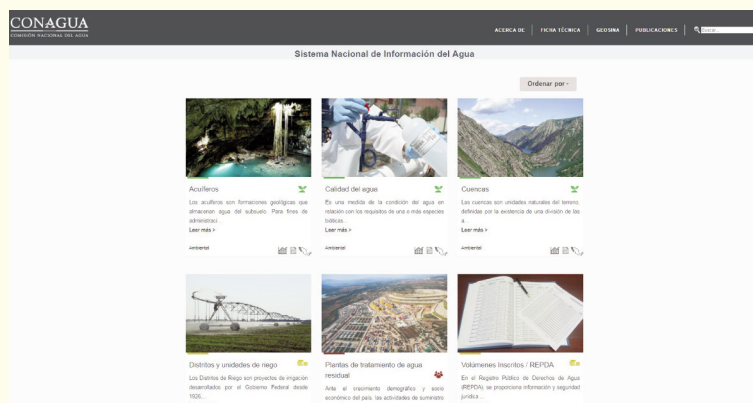 CONAGUA
COMISIÓN NACIONAL DEL AGUA
ACERCA DE
FICHA TÉCNICA
GEOSINA
PUBLICACIONES
Buscar...
Sistema Nacional de Información del Agua
Ordenar por -
Acuíferos
Los acuíferos son formaciones geológicas que
almacenan agua del subsuelo. Para fines de
administraci...
Leer más »
Ambiental
Calidad del agua
Es una medida de la condición del agua en
relación con los requisitos de una o más especies
bióticas...
Leer más »
Ambiental
Cuencas
Las cuencas son unidades naturales del terreno,
definidas por la existencia de una división de las
a...
Leer más »
Ambiental
Distritos y unidades de riego
Los Distritos de Riego son proyectos de irrigación
desarrollados por el Gobierno Federal desde
1926...
Plantas de tratamiento de agua
residual
Ante el crecimiento demográfico y socio
económico del país, las actividades de suministro
Volúmenes Inscritos / REPDA
En el Registro Público de Derechos de Agua
(REPDA), se proporciona información y seguridad
jurídica...